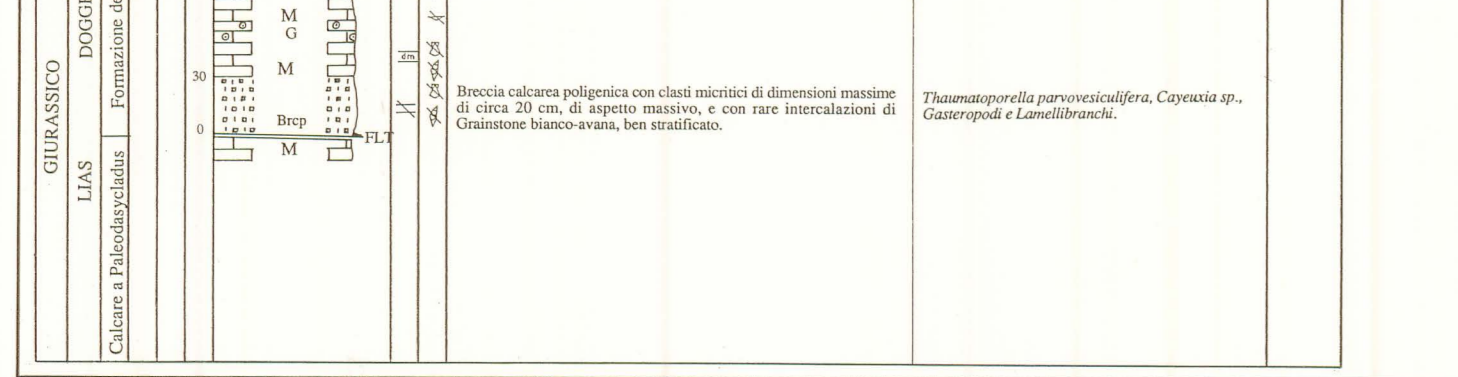 GIURASSICO
DOGGE
LIAS
Formazione de
Calcare a Paleodasycladus
30
0
M
G
M
Brcp
FLT
M
dm
Breccia calcarea poligenica con clasti micritici di dimensioni massime
di circa 20 cm, di aspetto massivo, e con rare intercalazioni di
Grainstone bianco-avana, ben stratificato.
Thaumatoporella parvovesiculifera, Cayeuxia sp.,
Gasteropodi e Lamellibranchi.